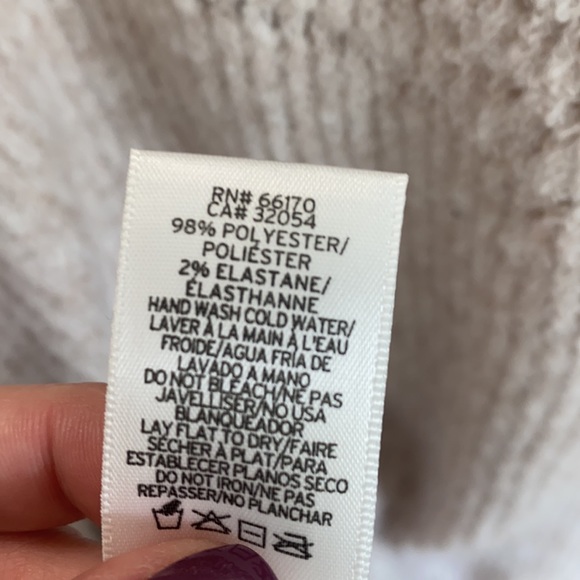 RN# 66170
CA# 32054
98% POLYESTER/
POLIÉSTER
2% ELASTANE/
ÉLASTHANNE
HAND WASH COLD WATER/
LAVER À LA MAIN À L'EAU
FROIDE/AGUA FRÍA DE
LAVADO A MANO
DO NOT BLEACH/NE PAS
JAVELLISER/NO USA
BLANQUEADOR
LAY FLAT TO DRY/FAIRE
SÉCHER À PLAT/PARA
ESTABLECER PLANOS SECO
DO NOT IRON/NE PAS
REPASSER/NO PLANCHAR